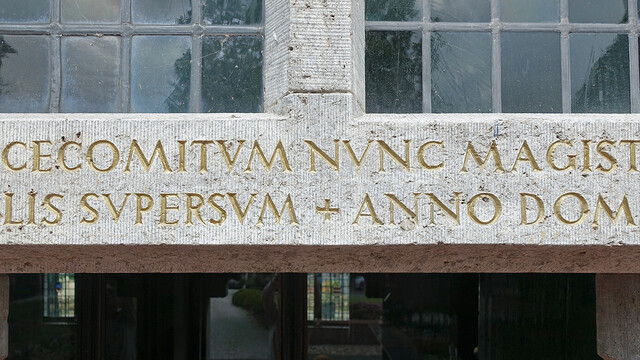 CECOMITVM NVNC MAGIST
LIS SVPERSVM + ANNO DOM